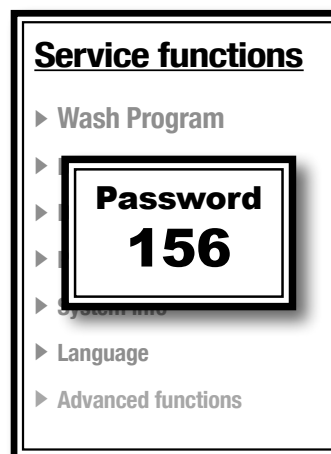 Service functions
Wash Program
Password
156
System info
Language
Advanced functions